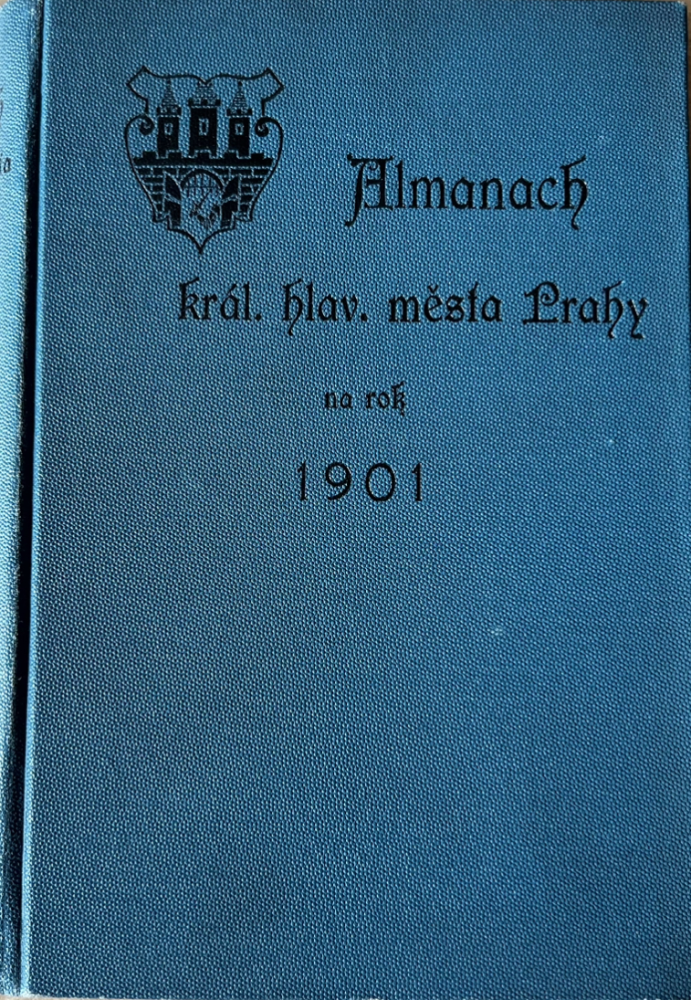 Almanach
král. hlav. města Prahy
na rok
1901